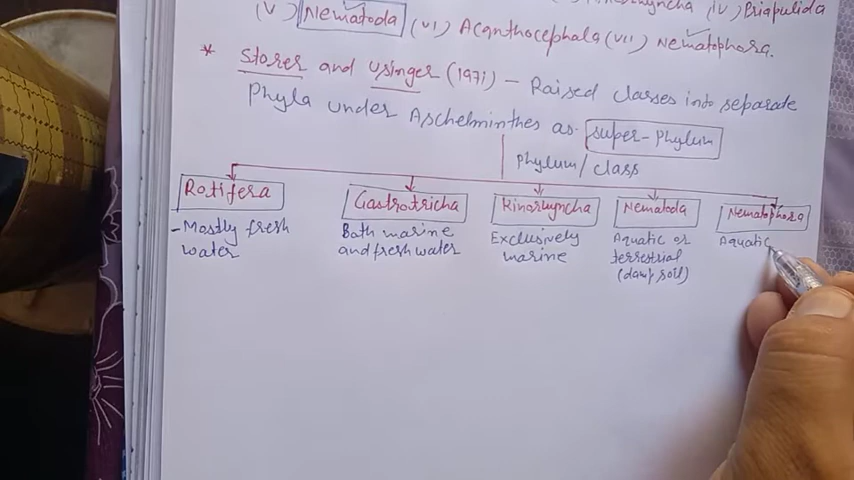 (V) Nematoda (VI) Acanthocephala (VII) Nematophora.
* Storer and Usinger (1971) – Raised classes into separate
Phyla under Aschelminthes as super-Phylum
Phylum/class
Rotifera Gastrotricha Kinorhyncha Nematoda Nematophora
-Mostly fresh water
Both marine and fresh water
Exclusively marine
Aquatic or terrestrial (damp soil)
Aquatic